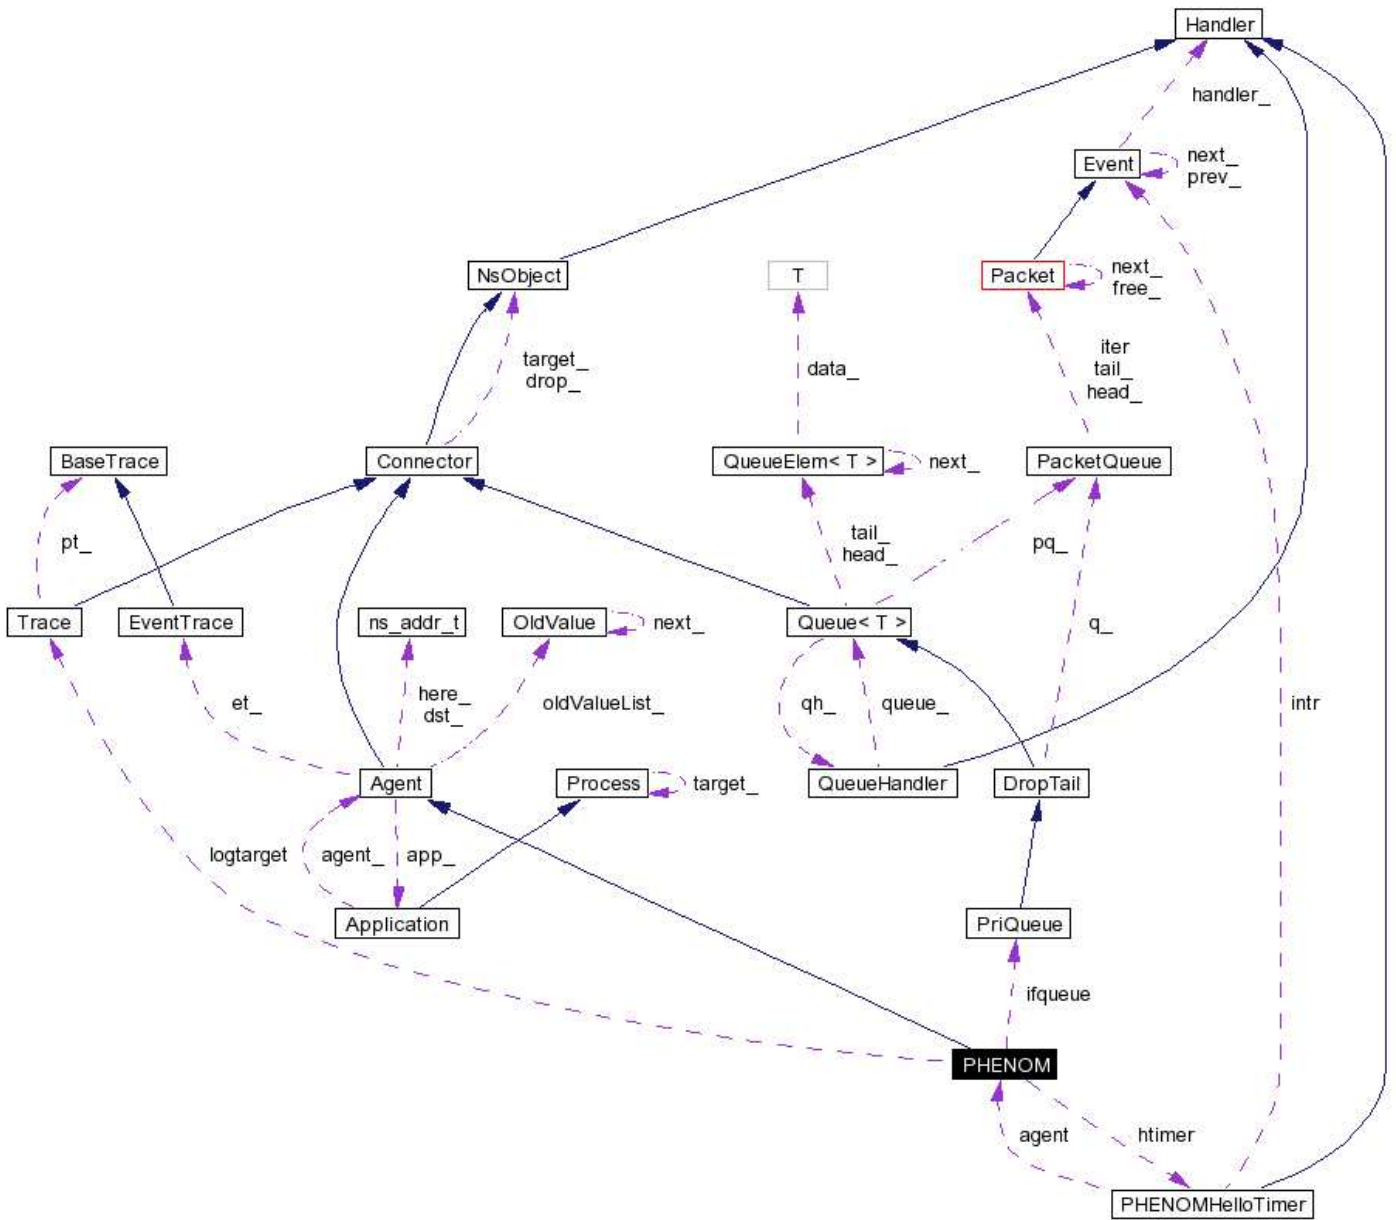 Handler
handler_
Event
next_
prev_
NsObject
T
Packet
next_
free_
target_
drop_
data_
iter
tail_
head_
BaseTrace
Connector
QueueElem< T >
next_
PacketQueue
pt_
tail_
head_
pq_
Trace
EventTrace
ns_addr_t
OldValue
next_
Queue< T >
q_
et_
here_
dst_
oldValueList_
qh_
queue_
intr
Agent
Process
target_
QueueHandler
DropTail
logtarget
agent_
app_
Application
PriQueue
ifqueue
PHENOM
agent
htimer
PHENOMHelloTimer